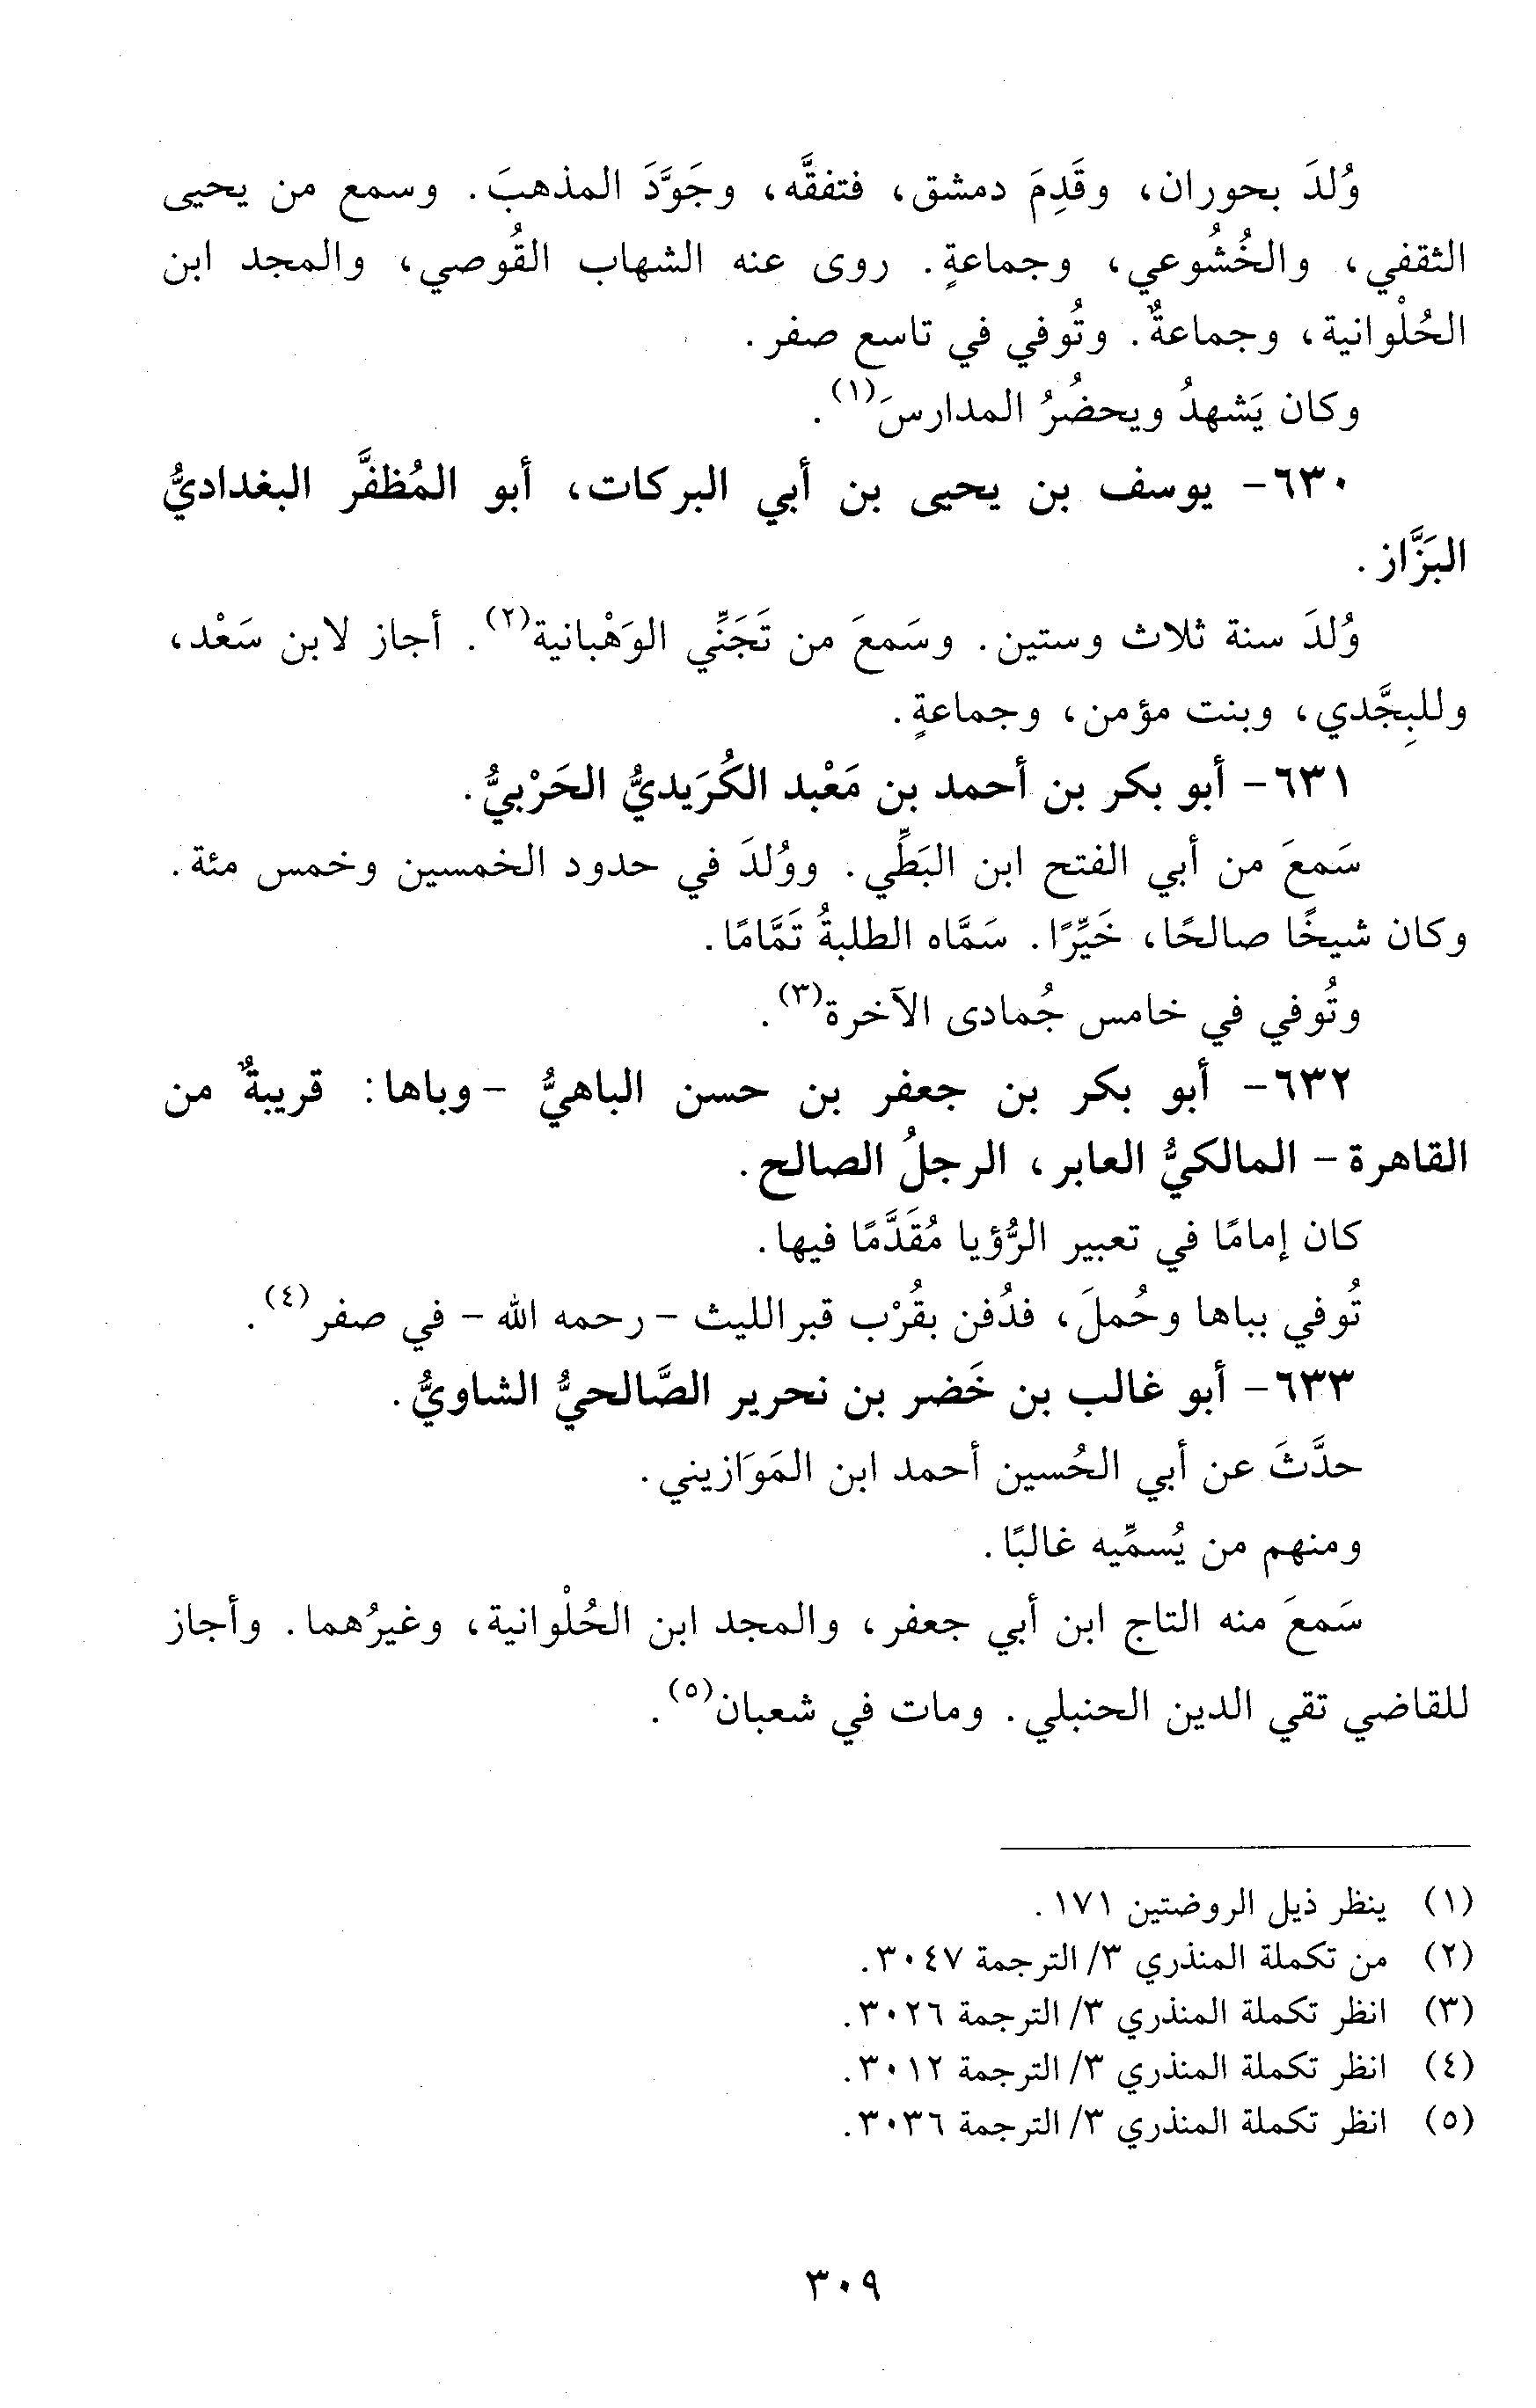 وُلدَ بحوران، وقَدِمَ دمشق، فتفقَّه، وجَوَّدَ المذهبَ. وسمع من يحيى
الثقفي، والخُشُوعي، وجماعةٍ. روى عنه الشهاب القُوصي، والمجد ابن
الحُلْوانية، وجماعةٌ. وتُوفي في تاسع صفر.
وكان يَشهدُ ويحضُرُ المدارسَ(١).
٦٣٠- يوسف بن يحيى بن أبي البركات، أبو المُظفَّر البغداديُّ
البَزَّاز.
وُلدَ سنة ثلاث وستين. وسَمعَ من تَجَنِّي الوَهْبانية(٢). أجاز لابن سَعْد،
وللبِجَّدي، وبنت مؤمن، وجماعةٍ.
٦٣١- أبو بكر بن أحمد بن مَعْبد الكُرَيديُّ الحَرْبيُّ.
سَمعَ من أبي الفتح ابن البَطِّي. ووُلدَ في حدود الخمسين وخمس مئة.
وكان شيخًا صالحًا، خَيِّرًا. سَمَّاه الطلبةُ تَمَّامًا.
وتُوفي في خامس جُمادى الآخرة(٣).
٦٣٢- أبو بكر بن جعفر بن حسن الباهيُّ -وباها: قريبةٌ من
القاهرة- المالكيُّ العابر، الرجلُ الصالح.
كان إمامًا في تعبير الرُّؤيا مُقَدَّمًا فيها.
تُوفي بباها وحُملَ، فدُفن بقُرْب قبرالليث - رحمه الله - في صفر(٤).
٦٣٣- أبو غالب بن خَضر بن نحرير الصَّالحيُّ الشاويُّ.
حدَّثَ عن أبي الحُسين أحمد ابن المَوَازيني.
ومنهم من يُسمِّيه غالبًا.
سَمعَ منه التاج ابن أبي جعفر، والمجد ابن الحُلْوانية، وغيرُهما. وأجاز
للقاضي تقي الدين الحنبلي. ومات في شعبان(٥).
(١) ينظر ذيل الروضتين ١٧١.
(٢) من تكملة المنذري ٣/ الترجمة ٣٠٤٧.
(٣) انظر تكملة المنذري ٣/ الترجمة ٣٠٢٦.
(٤) انظر تكملة المنذري ٣/ الترجمة ٣٠١٢.
(٥) انظر تكملة المنذري ٣/ الترجمة ٣٠٣٦.
٣٠٩